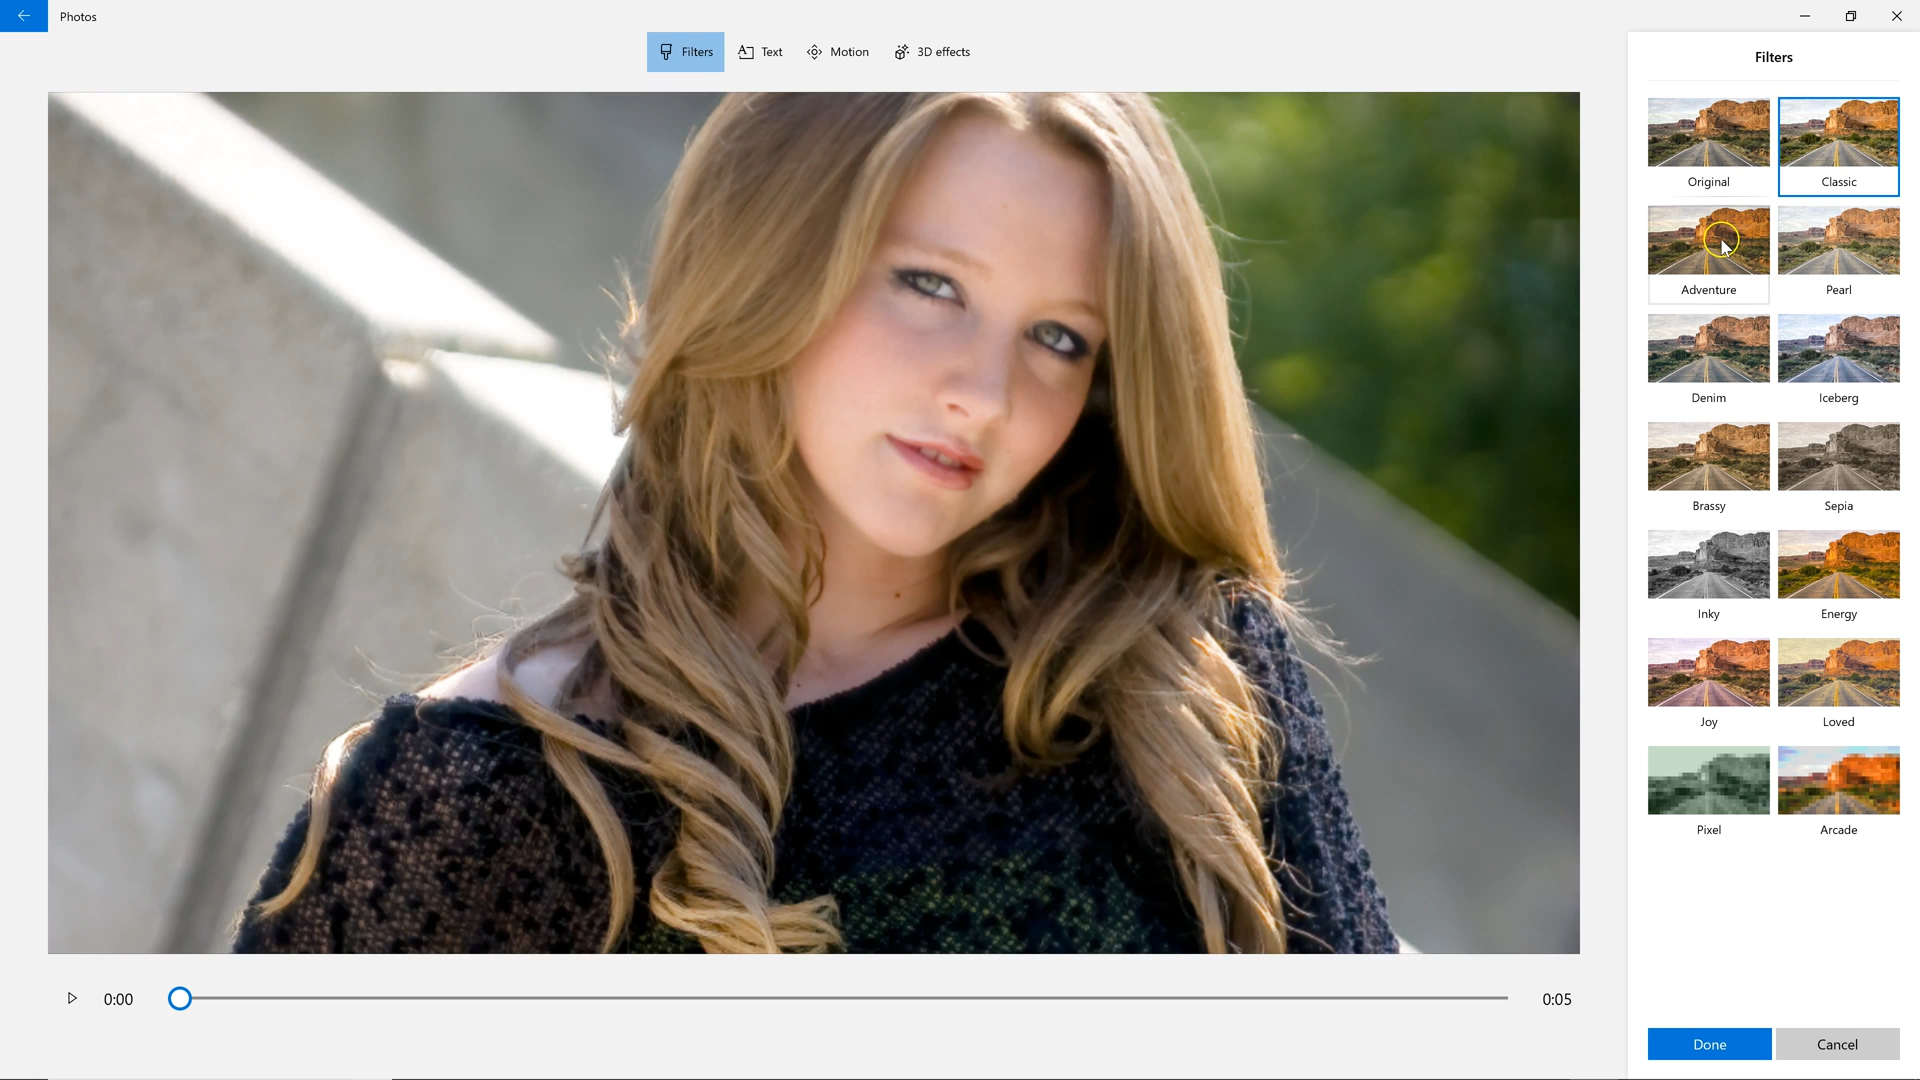 Photos
Filters
Text
Motion
3D effects
Filters
Original
Classic
Adventure
Pearl
Denim
Iceberg
Brassy
Sepia
Inky
Energy
Joy
Loved
Pixel
Arcade
0:00
0:05
Done
Cancel